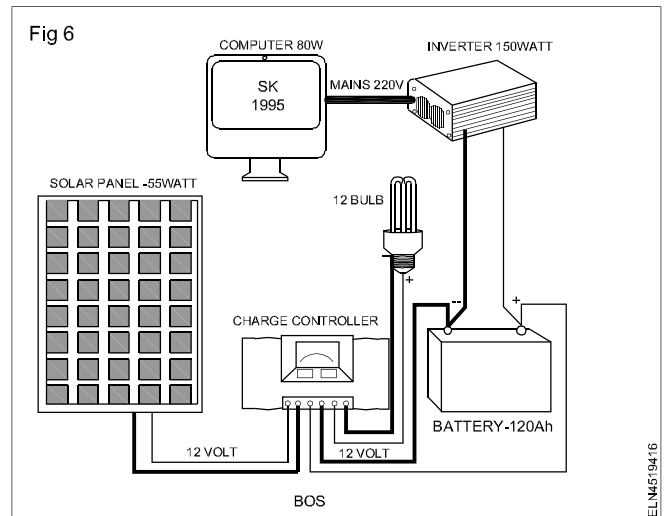 Fig 6
COMPUTER 80W
INVERTER 150WATT
SK
1995
MAINS 220V
SOLAR PANEL -55WATT
12 BULB
+
--
+
CHARGE CONTROLLER
BATTERY-120Ah
12 VOLT
12 VOLT
BOS
ELN4519416